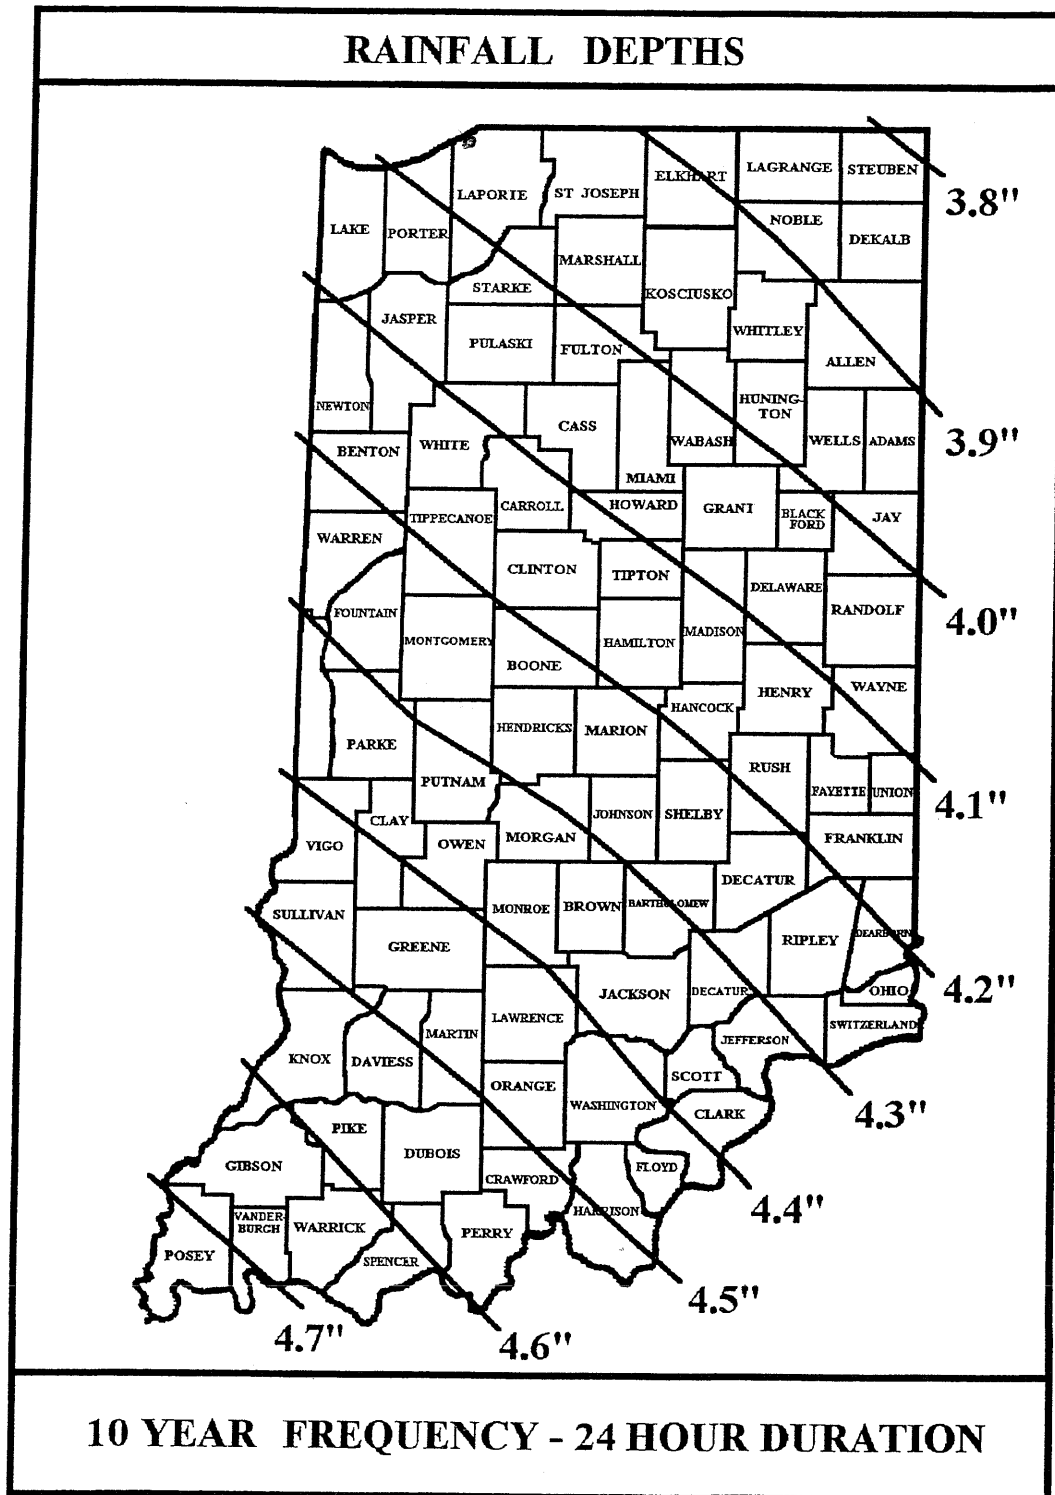 RAINFALL DEPTHS
LAGRANGE
STEUBEN
ELKHART
LAPORIE
ST JOSEPH
3.8"
NOBLE
LAKE
PORTER
DEKALB
MARSHALL
STARKE
KOSCIUSKO
JASPER
WHITLEY
PULASKI
FULTON
ALLEN
NEWTON
HUNING-
TON
CASS
3.9"
WHITE
WABASH
WELLS
ADAMS
BENTON
MIAMI
CARROLL
HOWARD
GRANT
BLACK
FORD
JAY
TIPPECANOE
WARREN
CLINTON
TIPTON
DELAWARE
FOUNTAIN
RANDOLF
4.0"
MADISON
MONTGOMERY
HAMILTON
BOONE
WAYNE
HENRY
HANCOCK
HENDRICKS
MARION
PARKE
RUSH
PUTNAM
FAYETTE
UNION
4.1"
CLAY
JOHNSON
SHELBY
MORGAN
FRANKLIN
VIGO
OWEN
DECATUR
MONROE
BROWN
BARTHOLOMEW
SULLIVAN
RIPLEY
DEARBORN
GREENE
4.2"
JACKSON
DECATUR
OHIO
LAWRENCE
SWITZERLAND
MARTIN
JEFFERSON
KNOX
DAVIESS
SCOTT
ORANGE
WASHINGTON
CLARK
4.3"
PIKE
DUBOIS
GIBSON
FLOYD
CRAWFORD
4.4"
HARRISON
VANDER-
BURGH
WARRICK
PERRY
POSEY
SPENCER
4.5"
4.7"
4.6"
10 YEAR FREQUENCY - 24 HOUR DURATION